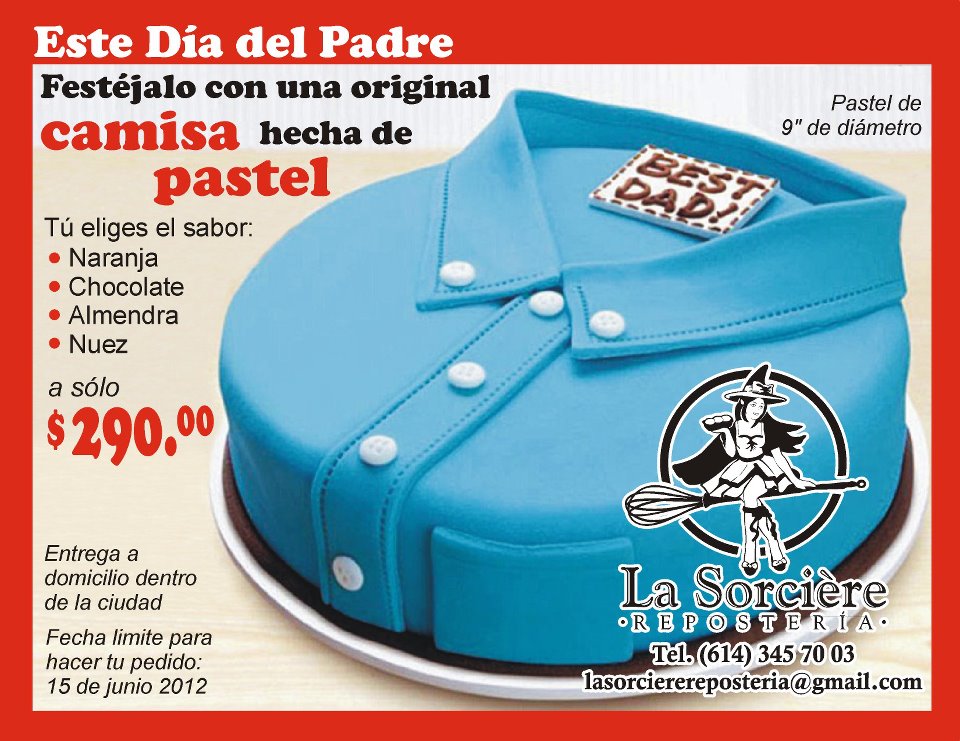 Este Día del Padre
Festéjalo con una original
camisa hecha de
pastel
Pastel de
9" de diámetro
BEST
DAD!
Tú eliges el sabor:
• Naranja
• Chocolate
• Almendra
• Nuez
a sólo
$290.00
Entrega a
domicilio dentro
de la ciudad
Fecha limite para
hacer tu pedido:
15 de junio 2012
La Sorcière
·REPOSTERÍA·
Tel. (614) 345 70 03
lasorcierereposteria@gmail.com